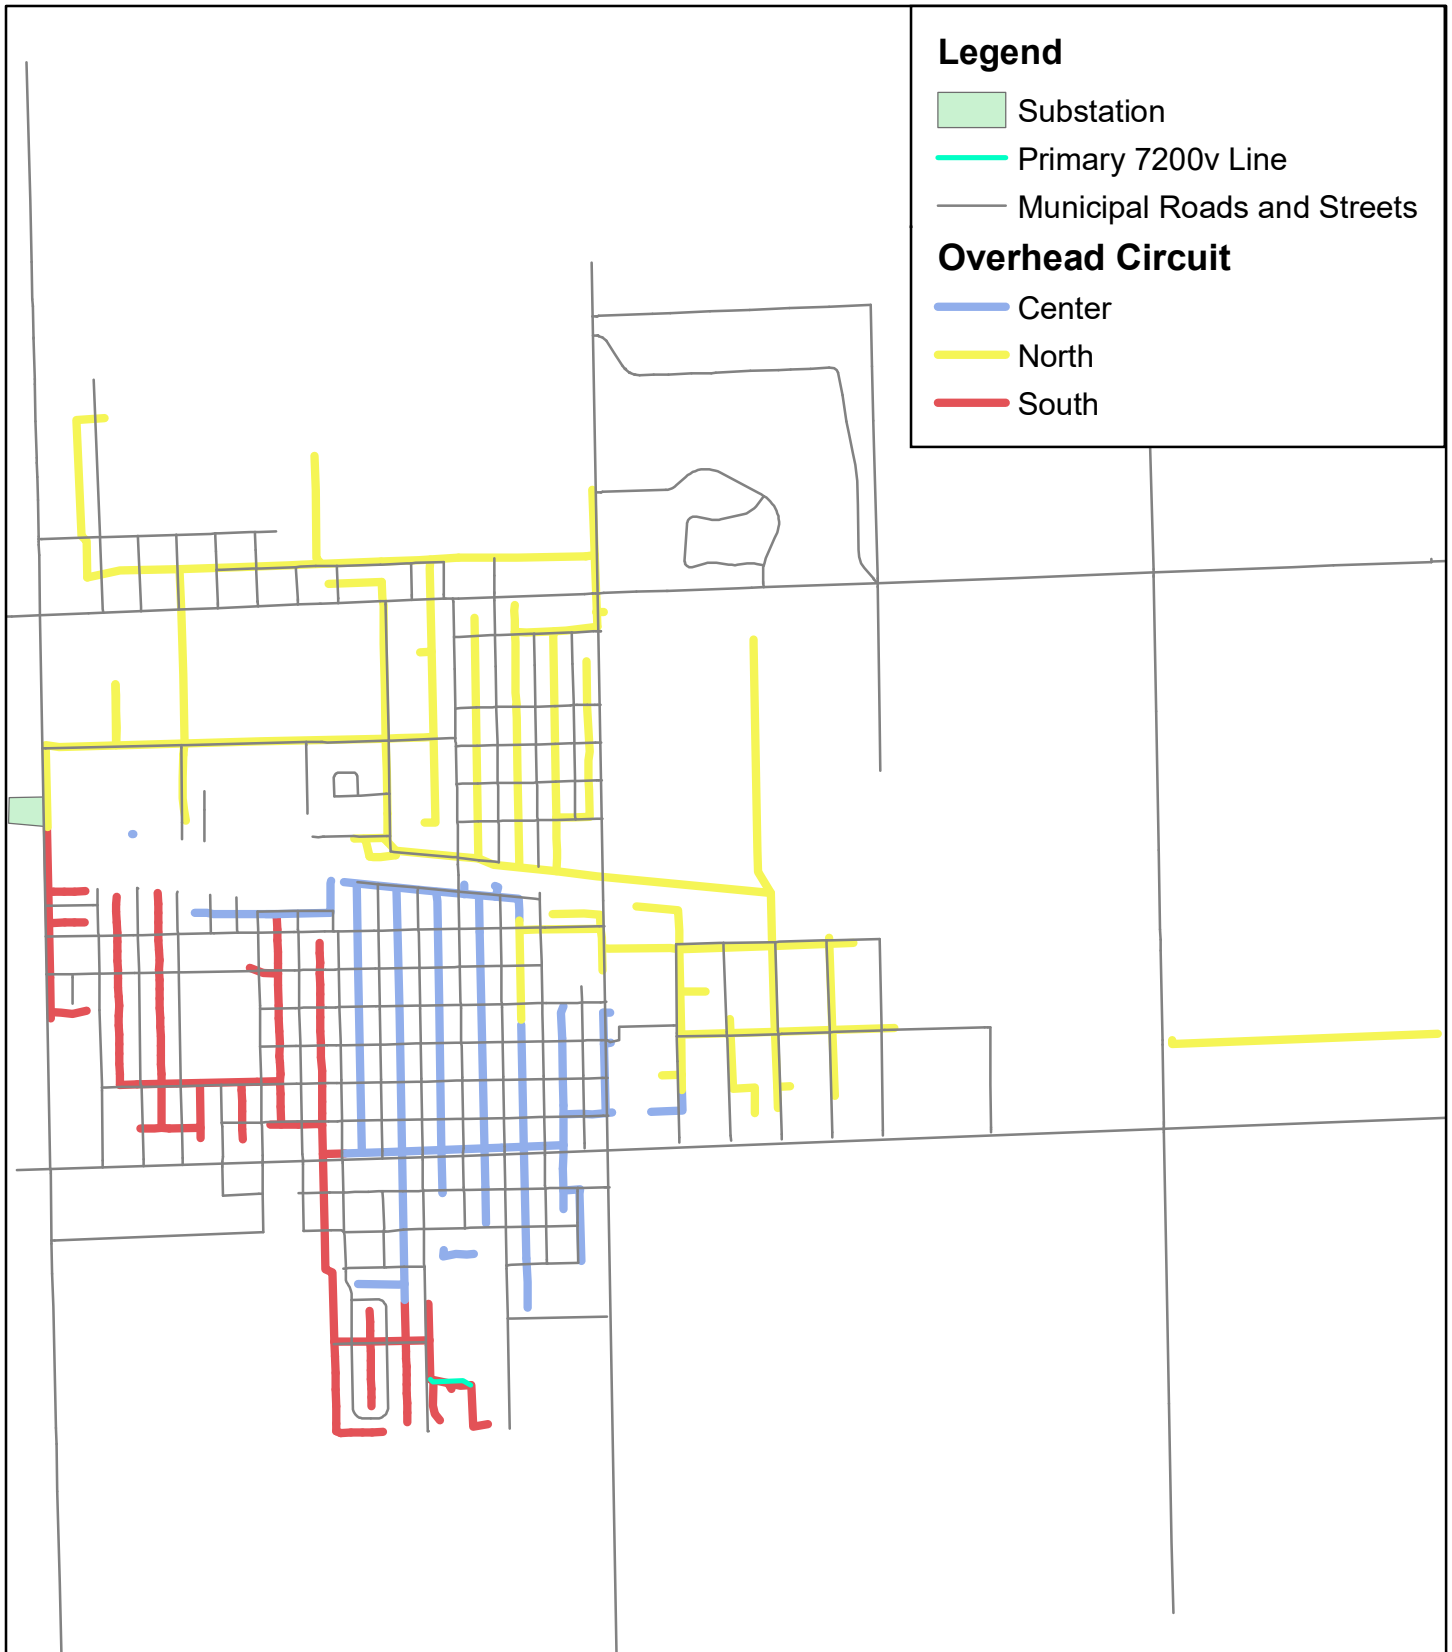 Legend
Substation
Primary 7200v Line
Municipal Roads and Streets
Overhead Circuit
Center
North
South